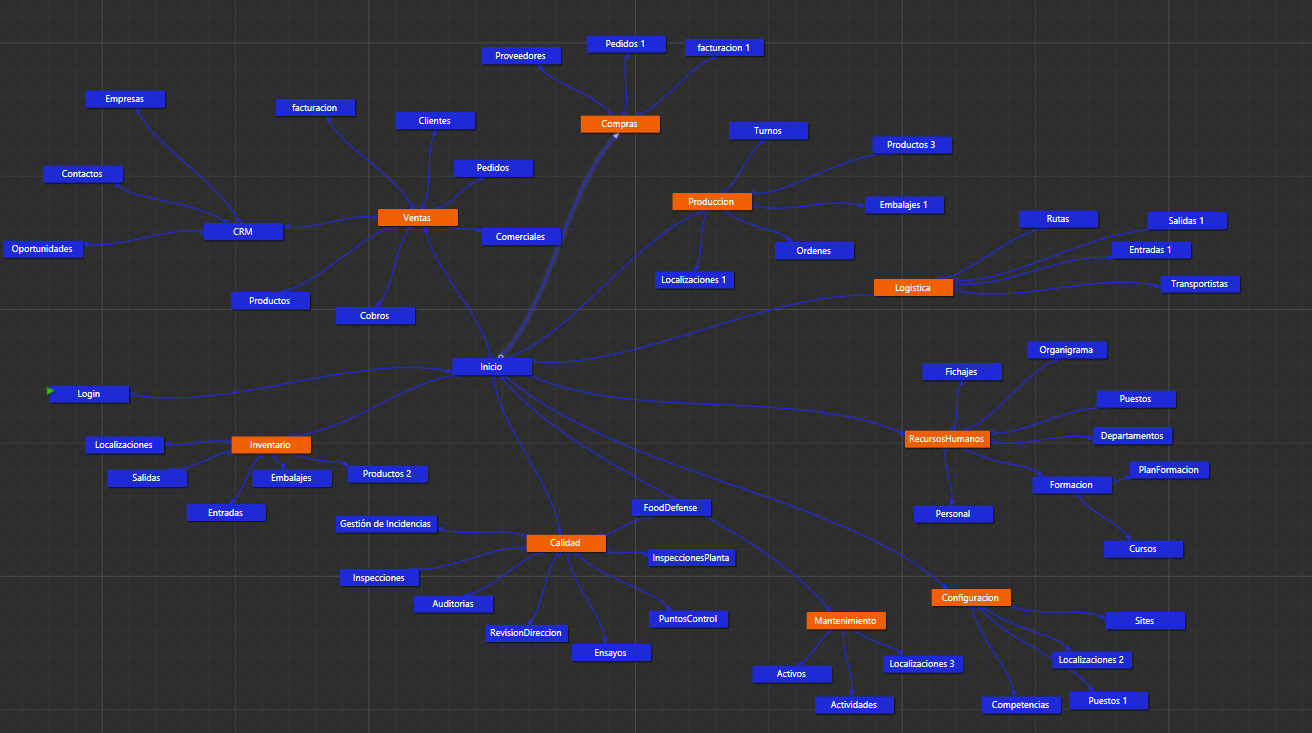 Pedidos 1
facturacion 1
Proveedores
Empresas
facturacion
Clientes
Compras
Turnos
Productos 3
Pedidos
Contactos
Produccion
Embalajes 1
Ventas
Rutas
Salidas 1
CRM
Comerciales
Oportunidades
Ordenes
Entradas 1
Localizaciones 1
Transportistas
Logistica
Productos
Cobros
Organigrama
Inicio
Fichajes
Login
Puestos
Departamentos
RecursosHumanos
Localizaciones
Inventario
PlanFormacion
Productos 2
Salidas
Embalajes
Formacion
FoodDefense
Entradas
Personal
Gestión de Incidencias
Calidad
Cursos
InspeccionesPlanta
Inspecciones
Configuracion
Auditorias
PuntosControl
Mantenimiento
Sites
RevisionDireccion
Ensayos
Localizaciones 2
Localizaciones 3
Activos
Puestos 1
Actividades
Competencias